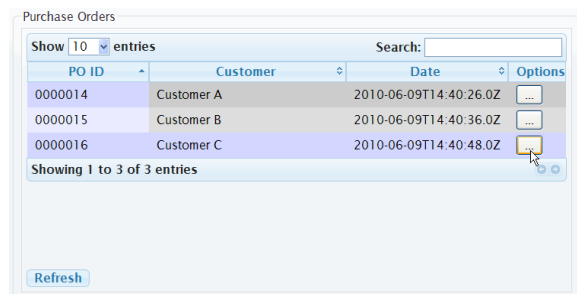 Purchase Orders
Show 10 entries Search:
PO ID Customer Date Options
0000014 Customer A 2010-06-09T14:40:26.0Z ...
0000015 Customer B 2010-06-09T14:40:36.0Z ...
0000016 Customer C 2010-06-09T14:40:48.0Z ...
Showing 1 to 3 of 3 entries
Refresh